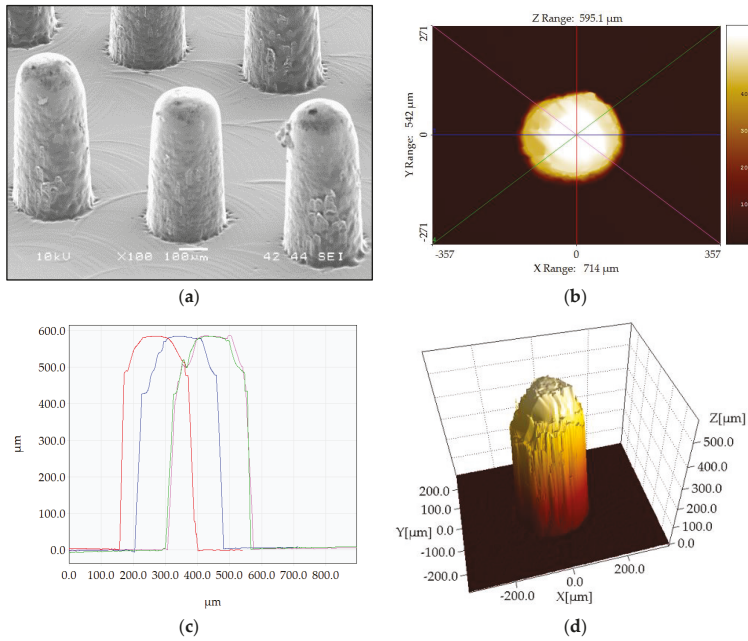 10kV X100 100μm 42 44 SEI
(a)
Z Range: 595.1 μm
271
0
-271
Y Range: 542 μm
-357
0
357
X Range: 714 μm
(b)
600.0
500.0
400.0
300.0
200.0
100.0
0.0
μm
0.0 100.0 200.0 300.0 400.0 500.0 600.0 700.0 800.0
μm
(c)
Z[μm]
500.0
400.0
300.0
200.0
100.0
0.0
200.0
100.0
Y[μm] 0.0
-100.0
-200.0
-200.0
0.0
200.0
X[μm]
(d)